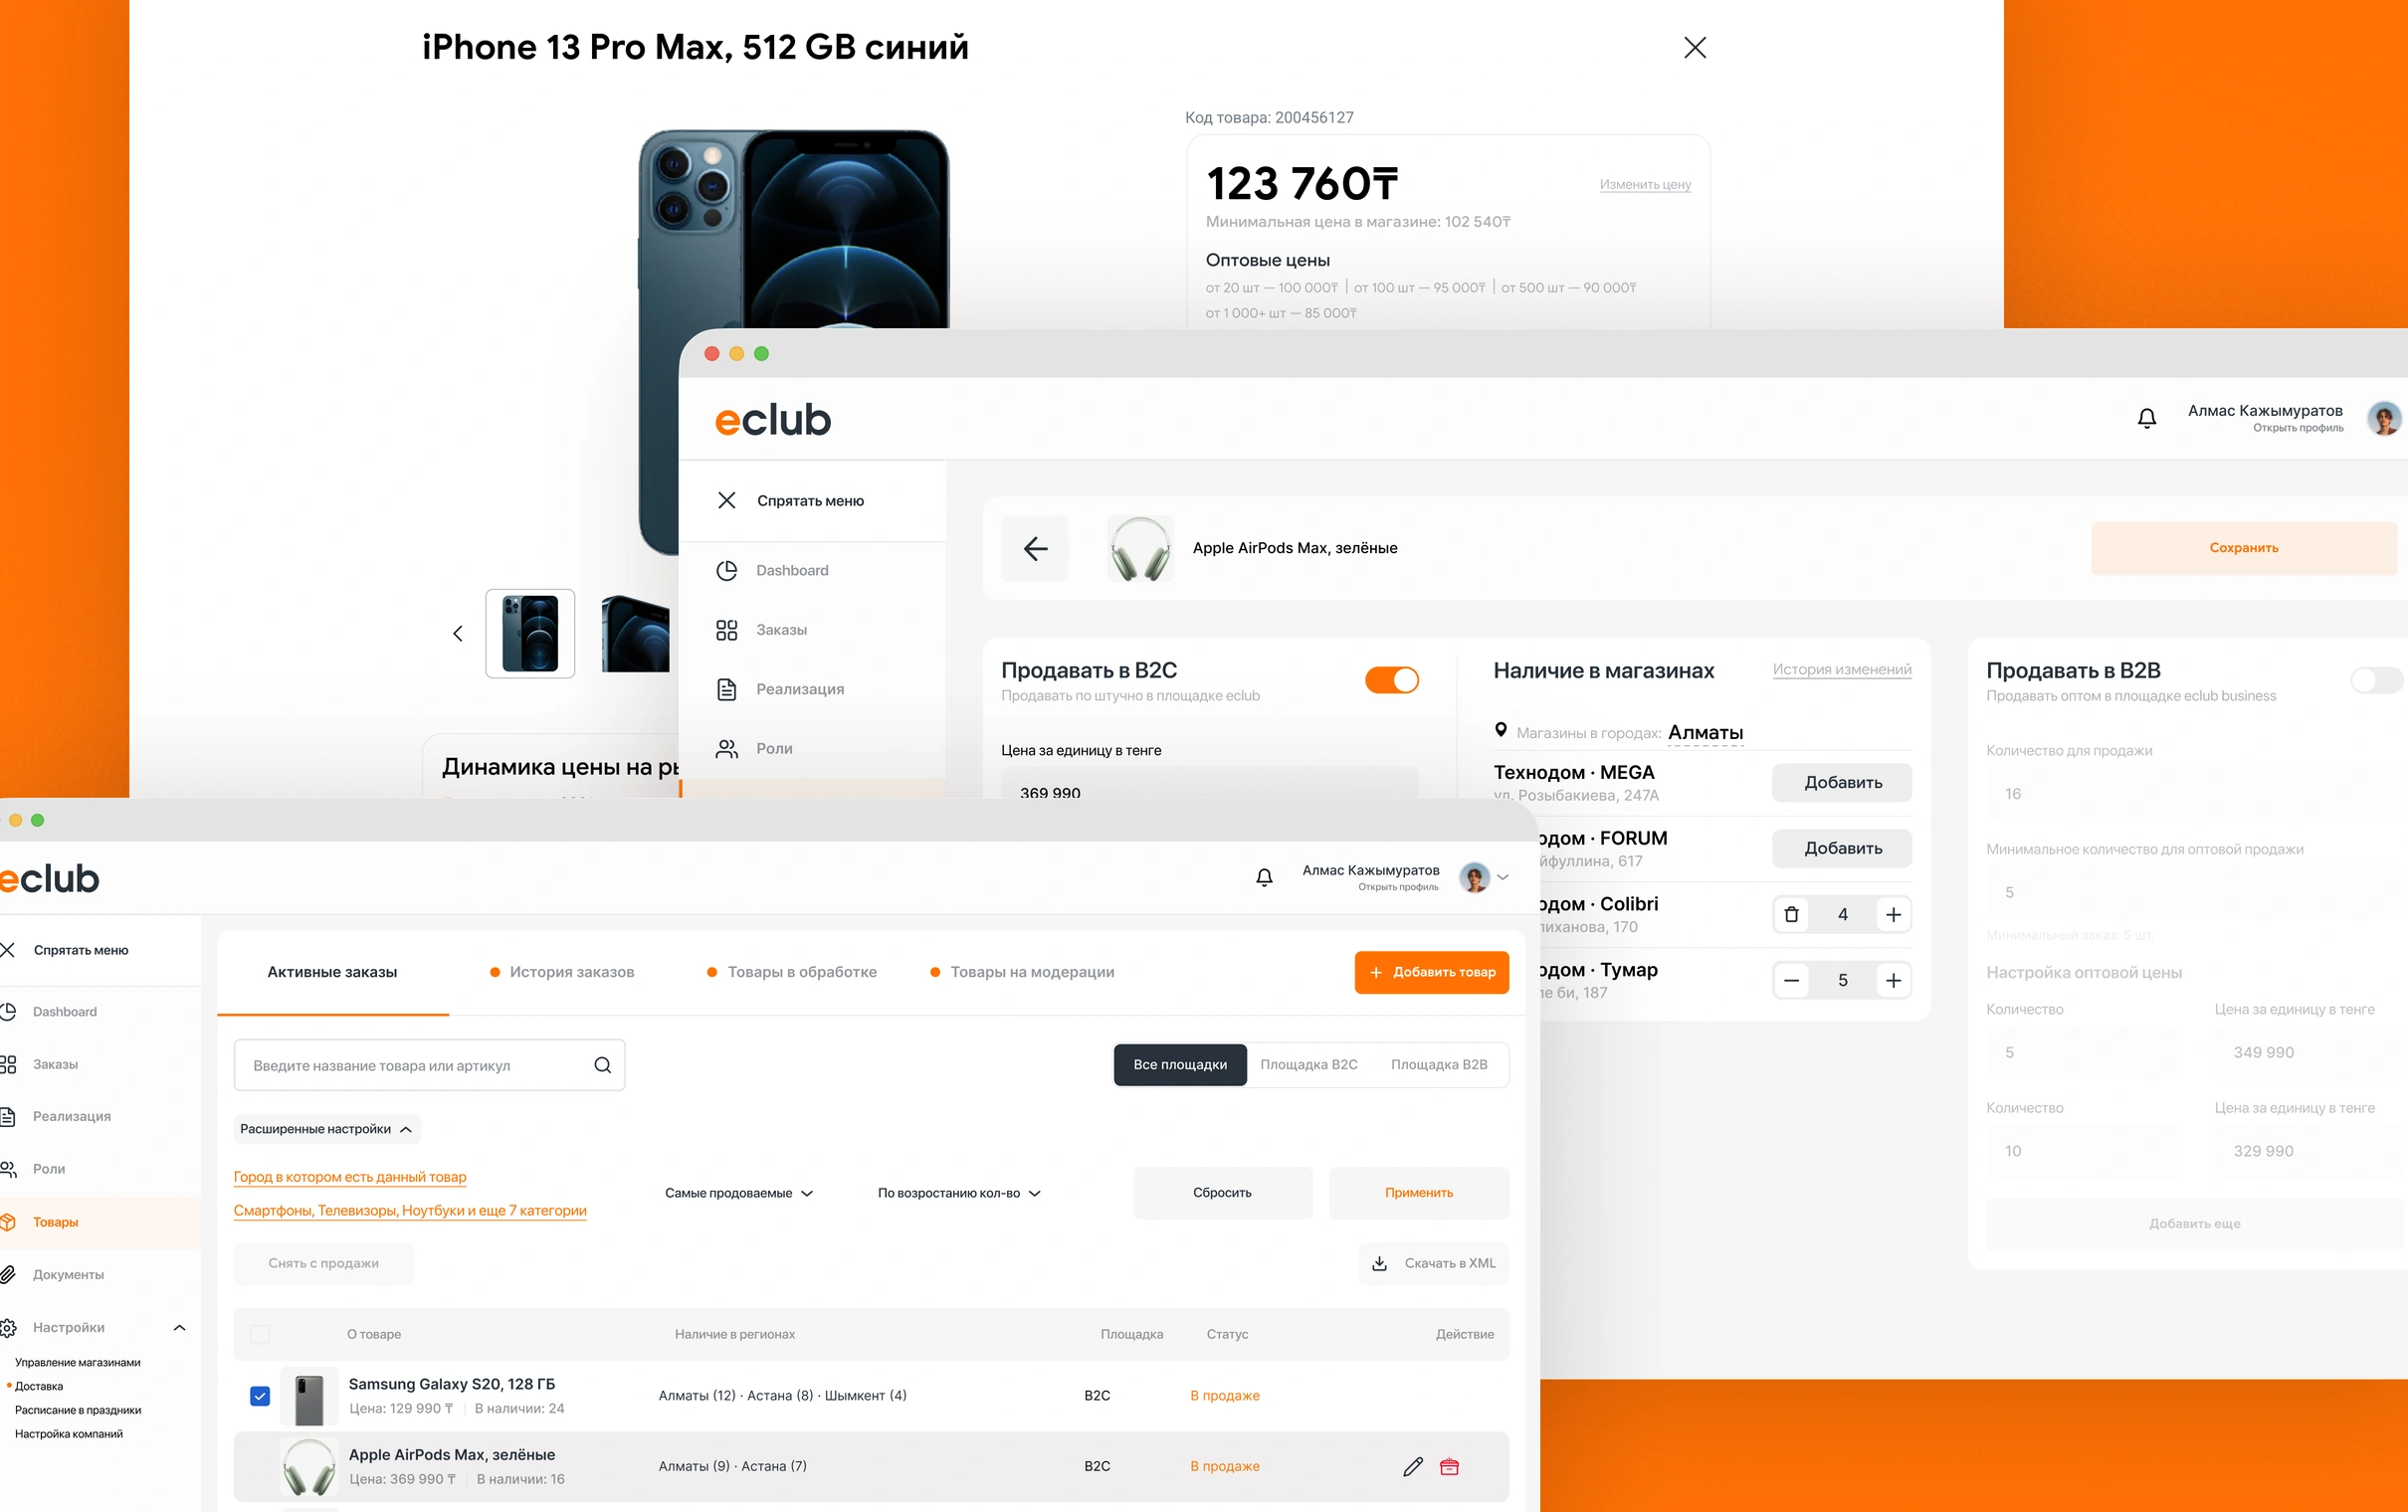 iPhone 13 Pro Max, 512 GB синий
Код товара: 200456127
123 760₸
Изменить цену
Минимальная цена в магазине: 102 540₸
Оптовые цены
от 20 шт — 100 000₸ | от 100 шт — 95 000₸ | от 500 шт — 90 000₸
от 1 000+ шт — 85 000₸
Динамика цены на
eclub
Алмас Кажымуратов
Открыть профиль
Спрятать меню
Dashboard
Заказы
Реализация
Роли
Apple AirPods Max, зелёные
Сохранить
Продавать в B2C
Продавать по штучно в площадке eclub
Цена за единицу в тенге
369 990
Наличие в магазинах
История изменений
Магазины в городах: Алматы
Технодом · MEGA
ул. Розыбакиева, 247А
Добавить
одом · FORUM
йфуллина, 617
Добавить
одом · Colibri
лиханова, 170
4
одом · Тумар
ле би, 187
5
Продавать в B2B
Продавать оптом в площадке eclub business
Количество для продажи
16
Минимальное количество для оптовой продажи
5
Минимальный заказ: 5 шт.
Настройка оптовой цены
Количество
Цена за единицу в тенге
5
349 990
Количество
Цена за единицу в тенге
10
329 990
Добавить еще
eclub
Алмас Кажымуратов
Открыть профиль
Спрятать меню
Dashboard
Заказы
Реализация
Роли
Товары
Документы
Настройки
Управление магазинами
Доставка
Расписание в праздники
Настройка компаний
Активные заказы
История заказов
Товары в обработке
Товары на модерации
+ Добавить товар
Введите название товара или артикул
Все площадки
Площадка B2C
Площадка B2B
Расширенные настройки
Город в котором есть данный товар
Смартфоны, Телевизоры, Ноутбуки и еще 7 категории
Самые продоваемые
По возростанию кол-во
Сбросить
Применить
Снять с продажи
Скачать в XML
О товаре
Наличие в регионах
Площадка
Статус
Действие
Samsung Galaxy S20, 128 ГБ
Цена: 129 990 ₸ | В наличии: 24
Алматы (12) · Астана (8) · Шымкент (4)
B2C
В продаже
Apple AirPods Max, зелёные
Цена: 369 990 ₸ | В наличии: 16
Алматы (9) · Астана (7)
B2C
В продаже